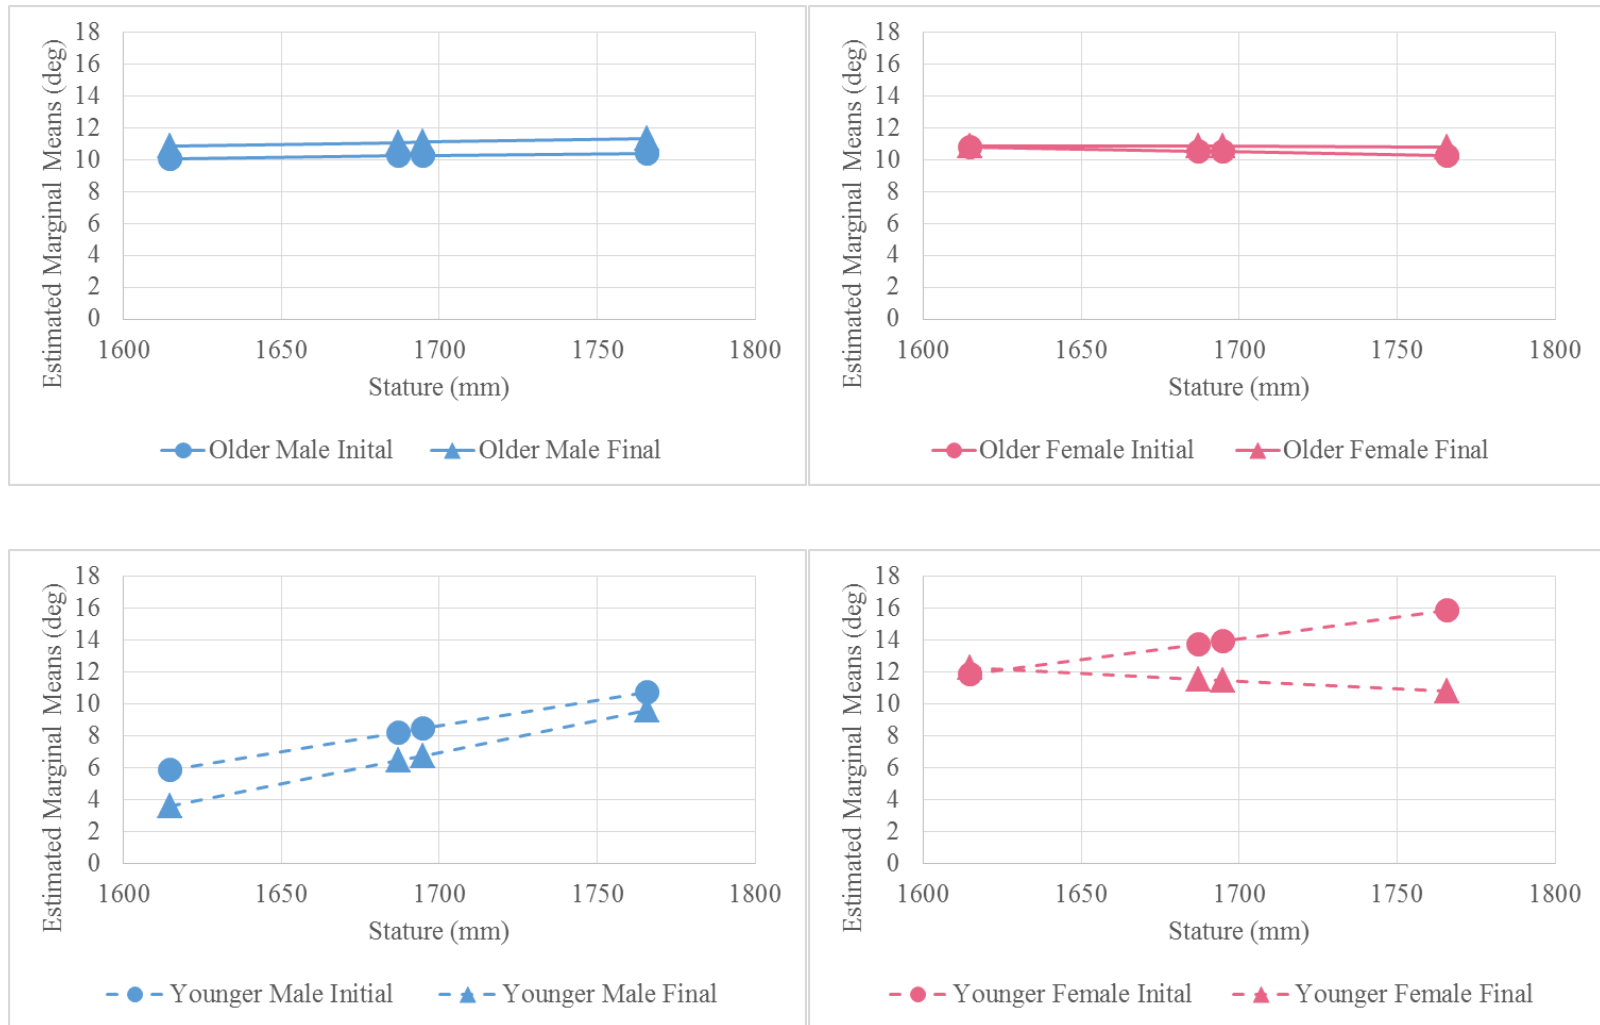 Estimated Marginal Means (deg)
18
16
14
12
10
8
6
4
2
0
1600 1650 1700 1750 1800
Stature (mm)
Older Male Inital Older Male Final
Estimated Marginal Means (deg)
18
16
14
12
10
8
6
4
2
0
1600 1650 1700 1750 1800
Stature (mm)
Older Female Initial Older Female Final
Estimated Marginal Means (deg)
18
16
14
12
10
8
6
4
2
0
1600 1650 1700 1750 1800
Stature (mm)
Younger Male Initial Younger Male Final
Estimated Marginal Means (deg)
18
16
14
12
10
8
6
4
2
0
1600 1650 1700 1750 1800
Stature (mm)
Younger Female Inital Younger Female Final